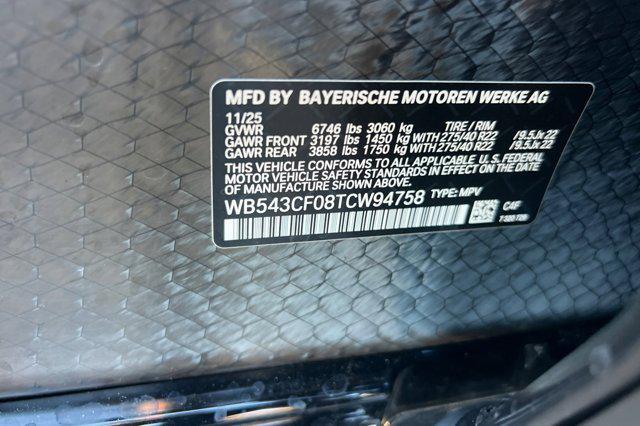 MFD BY BAYERISCHE MOTOREN WERKE AG
11/25
GVWR 6746 lbs 3060 kg TIRE / RIM
GAWR FRONT 3197 lbs 1450 kg WITH 275/40 R22 /9.5Jx22
GAWR REAR 3858 lbs 1750 kg WITH 275/40 R22 /9.5Jx22
THIS VEHICLE CONFORMS TO ALL APPLICABLE U.S. FEDERAL
MOTOR VEHICLE SAFETY STANDARDS IN EFFECT ON THE DATE OF
MANUFACTURE SHOWN ABOVE.
WB543CF08TCW94758 TYPE: MPV
C4F